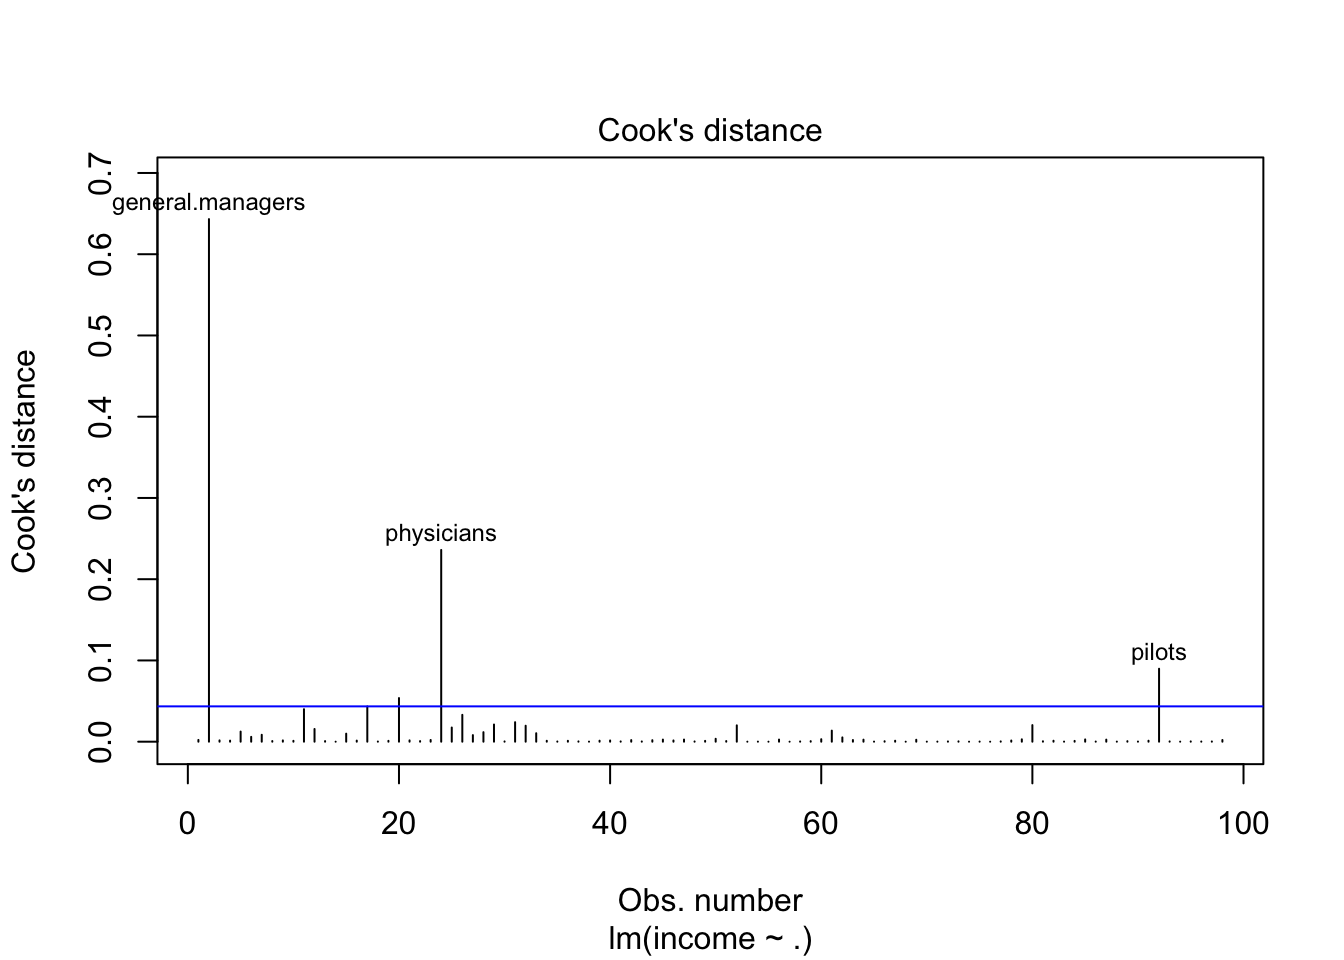 Cook's distance
0.7
general.managers
0.6
0.5
0.4
0.3
physicians
0.2
0.1
pilots
0.0
Cook's distance
0 20 40 60 80 100
Obs. number
lm(income ~ .)